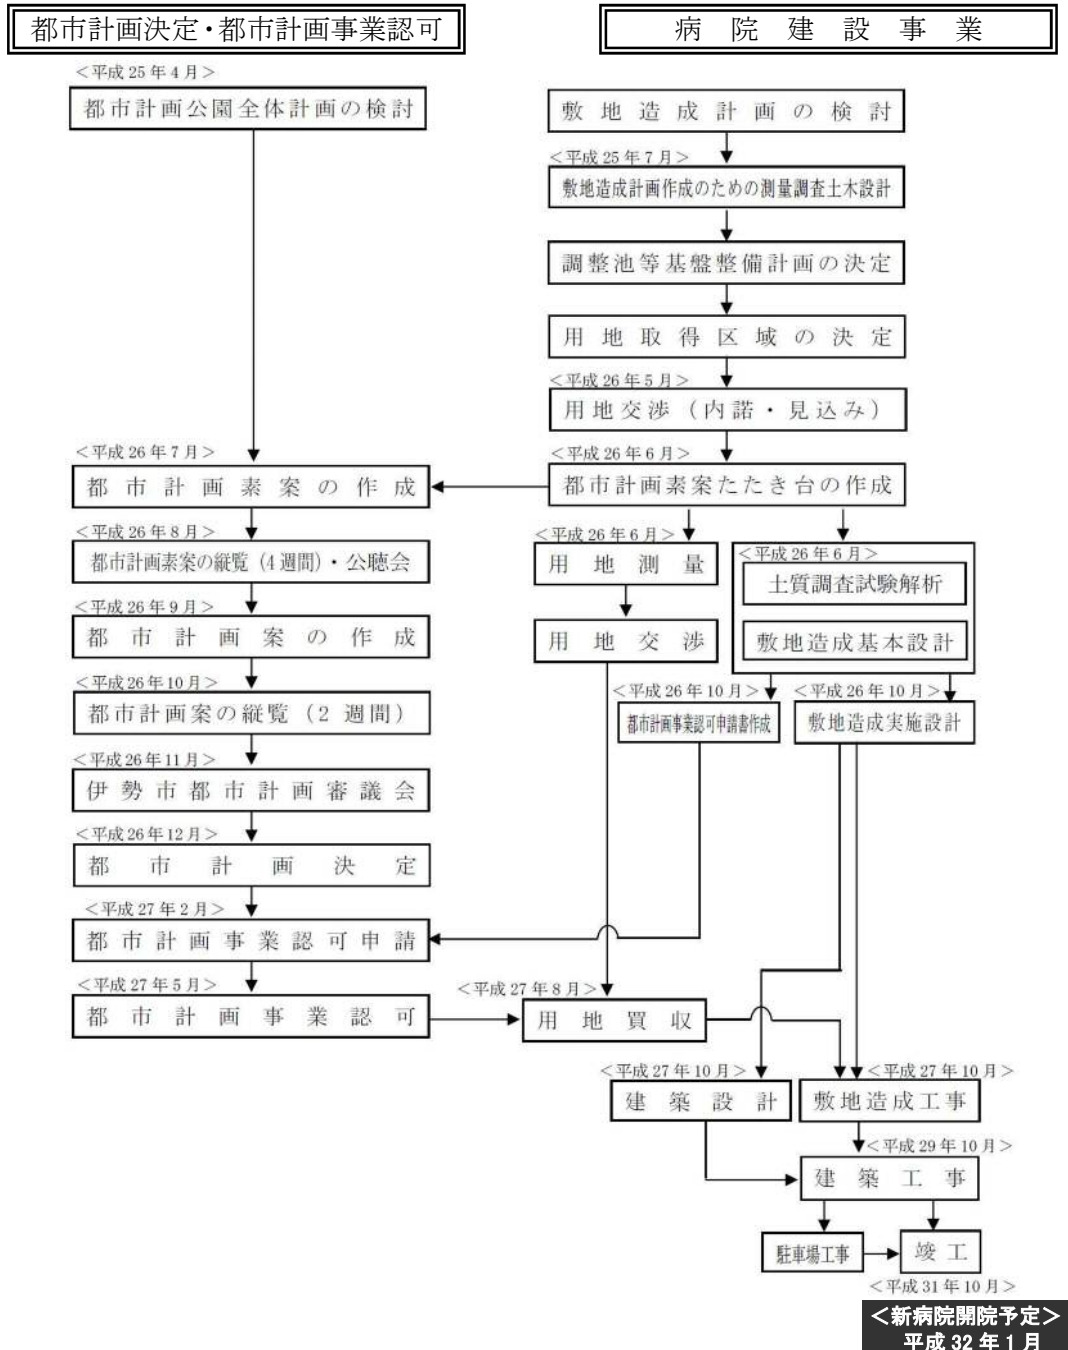 都市計画決定・都市計画事業認可
病院建設事業
＜平成25年4月＞
都市計画公園全体計画の検討
敷地造成計画の検討
＜平成25年7月＞
敷地造成計画作成のための測量調査土木設計
調整池等基盤整備計画の決定
用地取得区域の決定
＜平成26年5月＞
用地交渉（内諾・見込み）
＜平成26年7月＞
都市計画素案の作成
＜平成26年6月＞
都市計画素案たたき台の作成
＜平成26年8月＞
都市計画素案の縦覧（4週間）・公聴会
＜平成26年6月＞
用地測量
＜平成26年6月＞
土質調査試験解析
敷地造成基本設計
＜平成26年9月＞
都市計画案の作成
用地交渉
＜平成26年10月＞
都市計画案の縦覧（2週間）
＜平成26年10月＞
都市計画事業認可申請書作成
＜平成26年10月＞
敷地造成実施設計
＜平成26年11月＞
伊勢市都市計画審議会
＜平成26年12月＞
都市計画決定
＜平成27年2月＞
都市計画事業認可申請
＜平成27年5月＞
都市計画事業認可
＜平成27年8月＞
用地買収
＜平成27年10月＞
建築設計
＜平成27年10月＞
敷地造成工事
＜平成29年10月＞
建築工事
駐車場工事
竣工
＜平成31年10月＞
＜新病院開院予定＞
平成32年1月